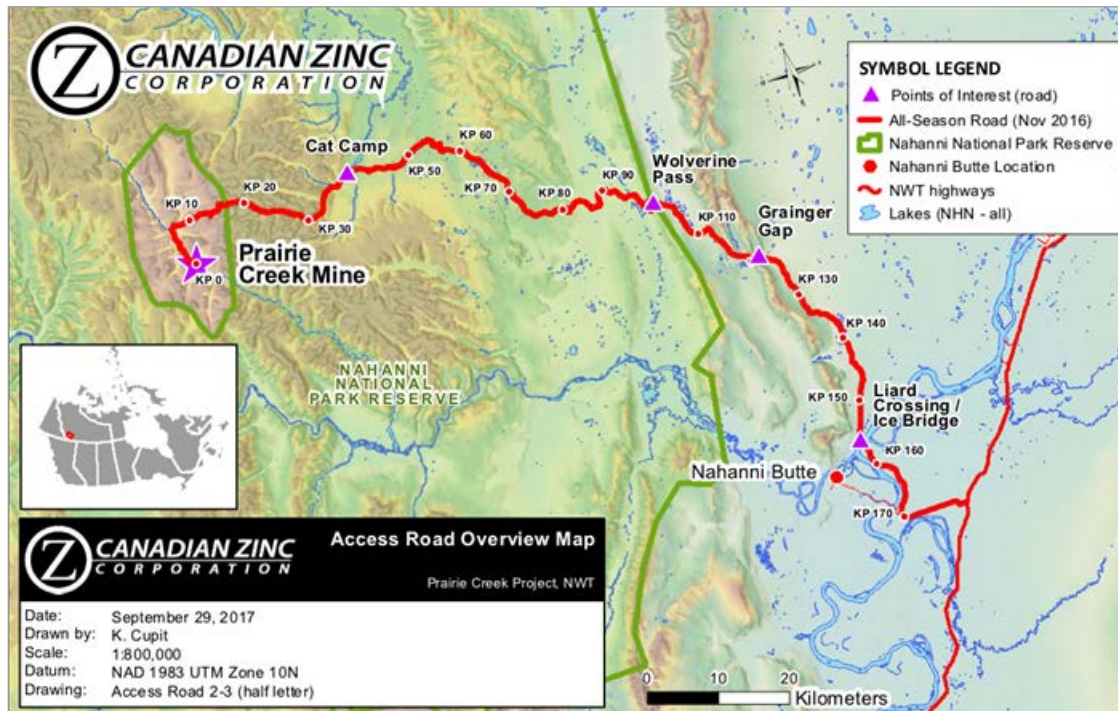 Z CANADIAN ZINC
CORPORATION
SYMBOL LEGEND
Points of Interest (road)
All-Season Road (Nov 2016)
Nahanni National Park Reserve
Nahanni Butte Location
NWT highways
Lakes (NHN - all)
N
KP 60
Cat Camp
KP 50
KP 20
KP 10
KP 30
KP 70
KP 80
KP 90
Wolverine
Pass
KP 110
Grainger
Gap
Prairie
Creek Mine
KP 0
KP 130
KP 140
NAHANNI
NATIONAL
PARK RESERVE
KP 150
Liard
Crossing /
Ice Bridge
KP 160
Nahanni Butte
KP 170
Z CANADIAN ZINC
CORPORATION
Access Road Overview Map
Prairie Creek Project, NWT
Date: September 29, 2017
Drawn by: K. Cupit
Scale: 1:800,000
Datum: NAD 1983 UTM Zone 10N
Drawing: Access Road 2-3 (half letter)
0 10 20
Kilometers